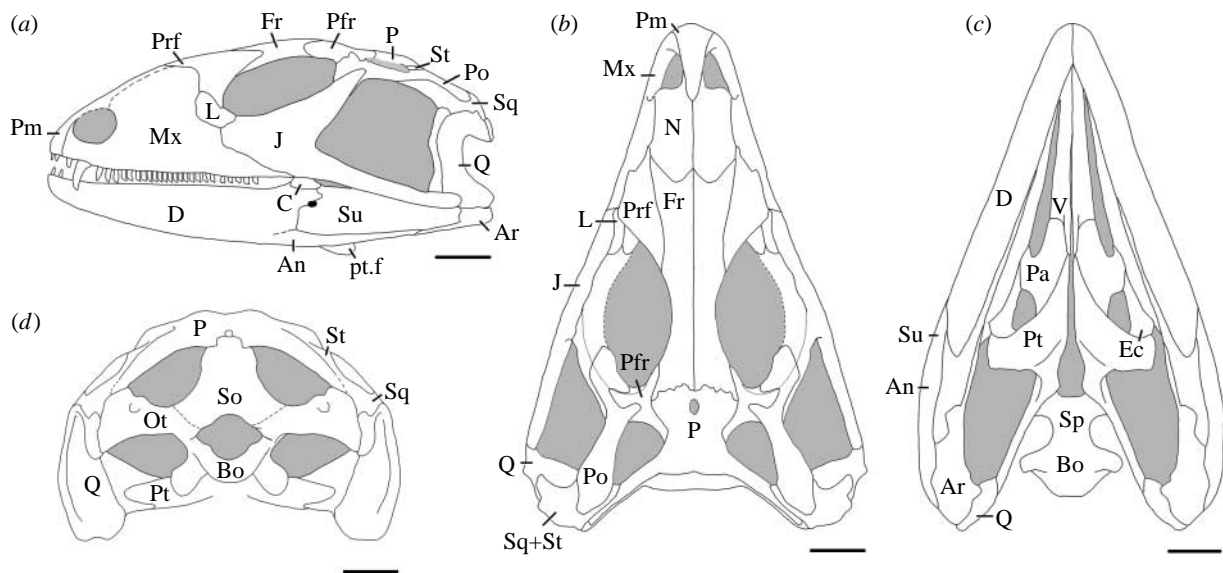 (a)
Fr
Pfr
P
St
Po
Sq
Prf
L
Pm
Mx
J
Q
C
D
Su
Ar
An
pt.f
(b)
Pm
Mx
N
Fr
Prf
L
J
Pfr
P
Q
Po
Sq+St
(c)
D
V
Pa
Su
Pt
Ec
An
Sp
Bo
Ar
Q
(d)
P
St
Sq
So
Ot
Bo
Q
Pt